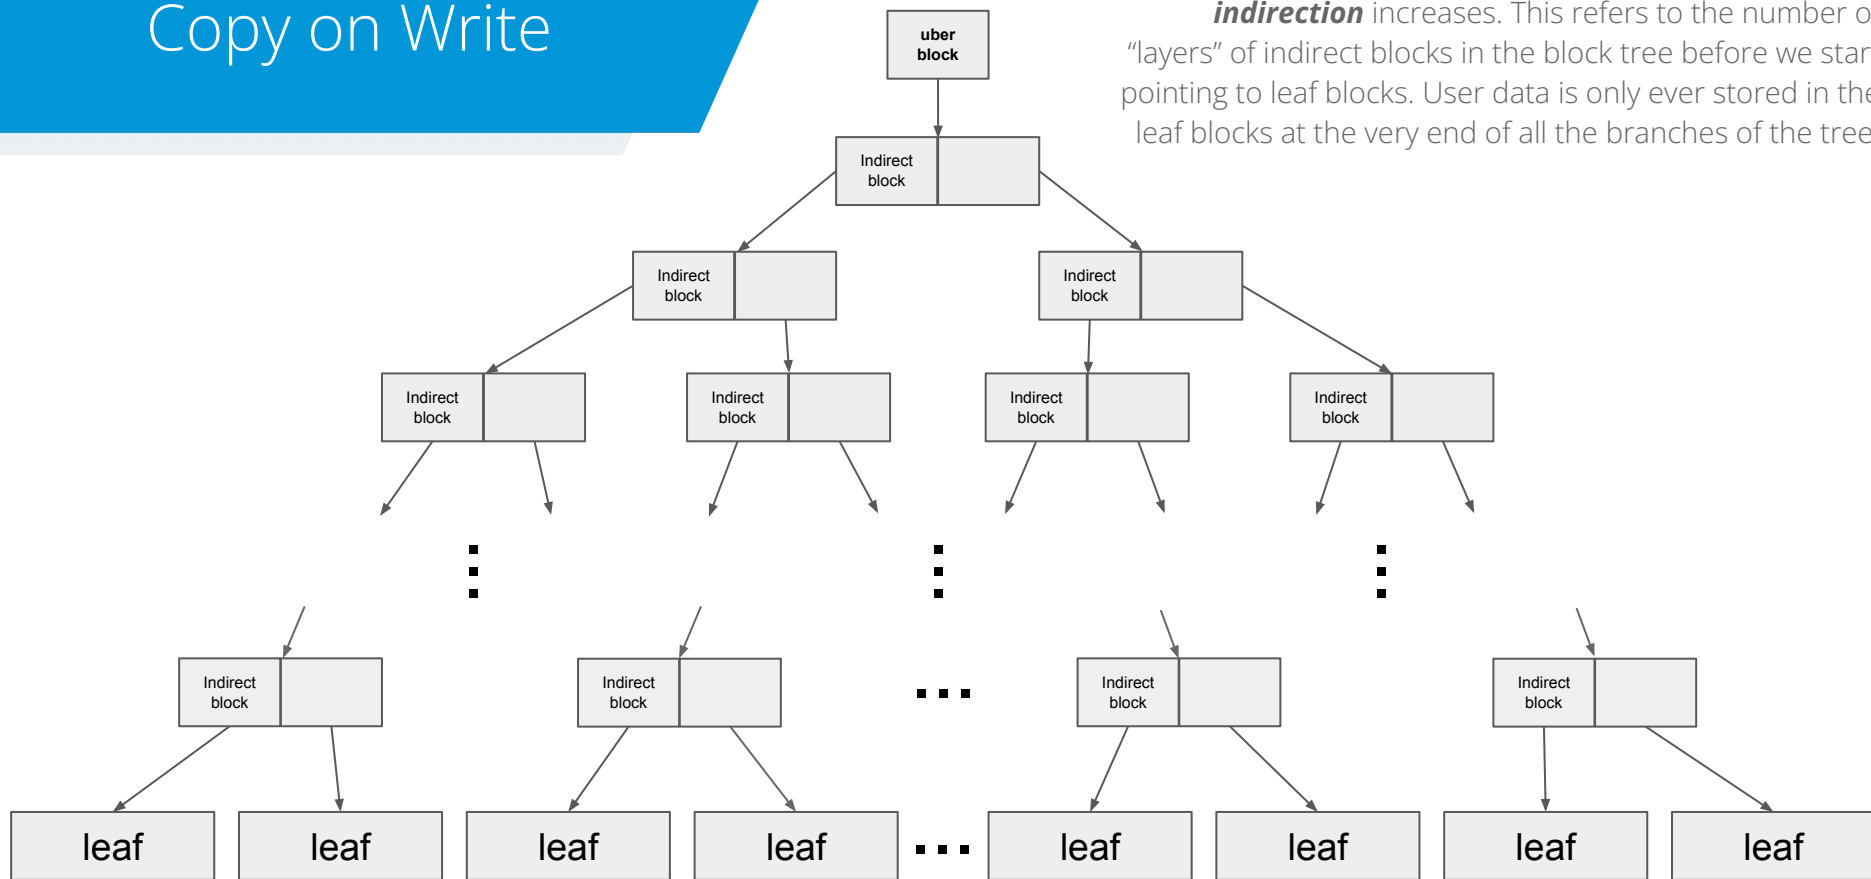 Copy on Write
indirection increases. This refers to the number o
“layers” of indirect blocks in the block tree before we star
pointing to leaf blocks. User data is only ever stored in the
leaf blocks at the very end of all the branches of the tree
uber
block
Indirect
block
Indirect
block
Indirect
block
Indirect
block
Indirect
block
Indirect
block
Indirect
block
Indirect
block
Indirect
block
Indirect
block
Indirect
block
leaf
leaf
leaf
leaf
leaf
leaf
leaf
leaf